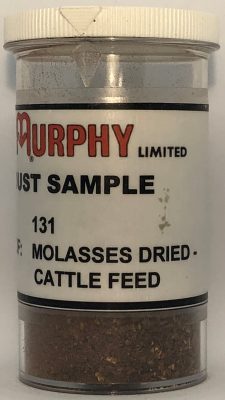 MURPHY LIMITED
UST SAMPLE
131
F: MOLASSES DRIED -
CATTLE FEED